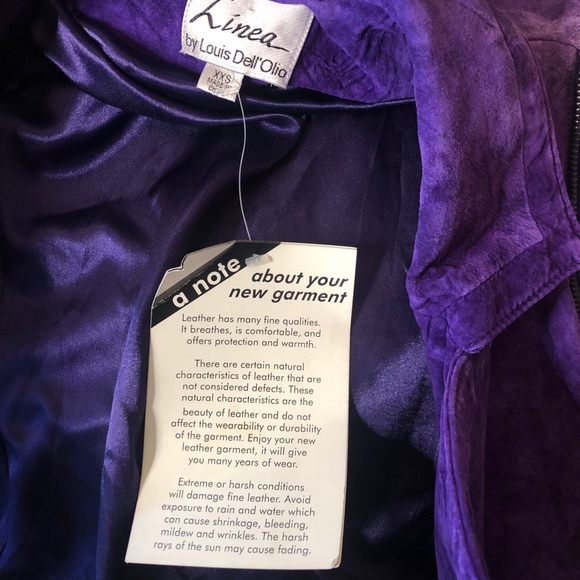 Linea
by Louis Dell'Olio
XXS
MADE IN
a note
about your
new garment
Leather has many fine qualities.
It breathes, is comfortable, and
offers protection and warmth.
There are certain natural
characteristics of leather that are
not considered defects. These
natural characteristics are the
beauty of leather and do not
affect the wearability or durability
of the garment. Enjoy your new
leather garment, it will give
you many years of wear.
Extreme or harsh conditions
will damage fine leather. Avoid
exposure to rain and water which
can cause shrinkage, bleeding,
mildew and wrinkles. The harsh
rays of the sun may cause fading.